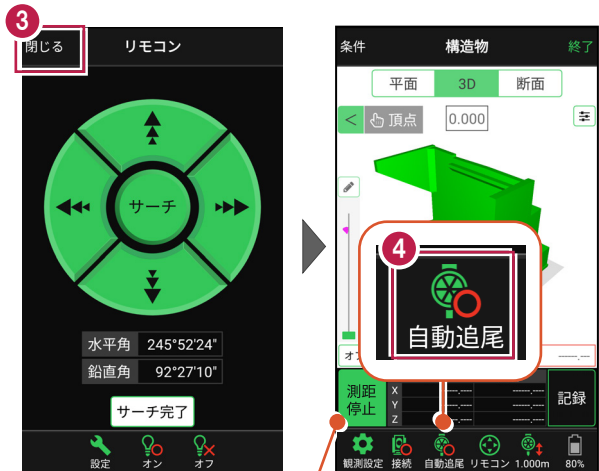 3
閉じる
リモコン
サーチ
水平角 245°52'24"
鉛直角 92°27'10"
サーチ完了
設定 オン オフ
条件 構造物 終了
平面 3D 断面
< 頂点 0.000
4
自動追尾
オフ
----.----
測距
停止
X ----.---- ----.----
Y ----.---- ----.----
Z ----.---- ----.----
記録
観測設定 接続 自動追尾 リモコン 1.000m 80%